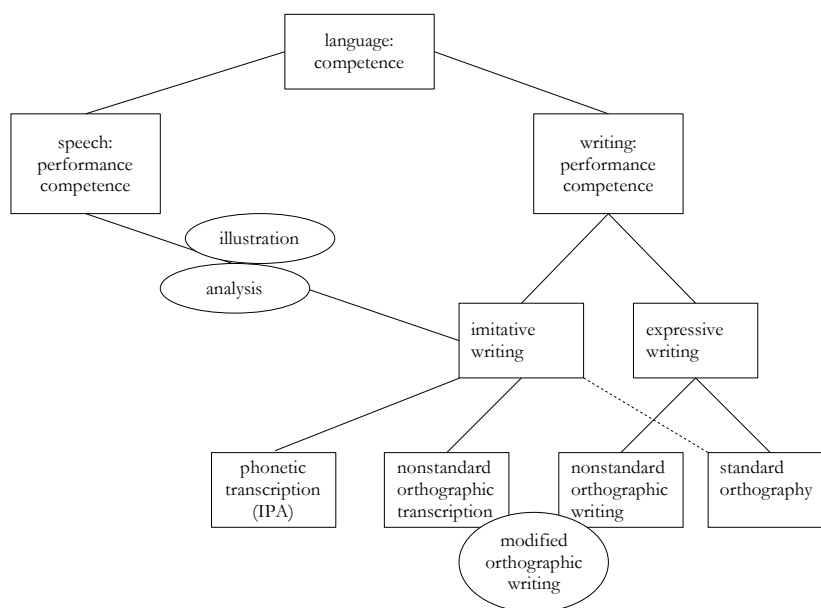 language:
competence
speech:
performance
competence
writing:
performance
competence
illustration
analysis
imitative
writing
expressive
writing
phonetic
transcription
(IPA)
nonstandard
orthographic
transcription
nonstandard
orthographic
writing
standard
orthography
modified
orthographic
writing